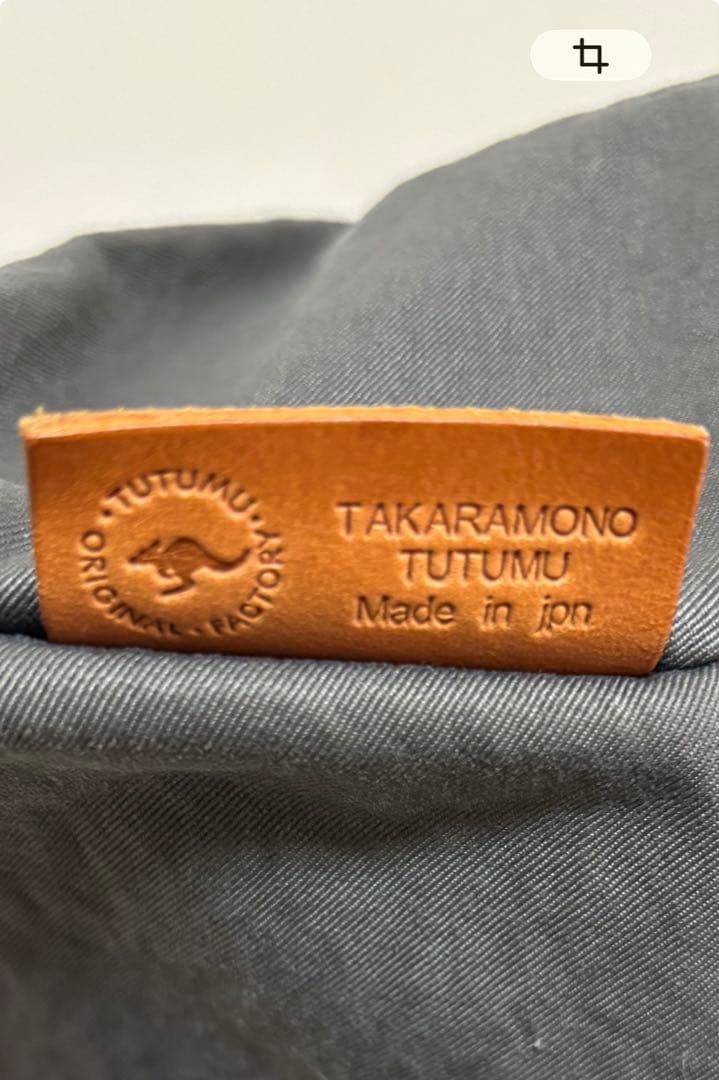 TUTUMU
ORIGINAL · FACTORY
TAKARAMONO
TUTUMU
Made in jpn